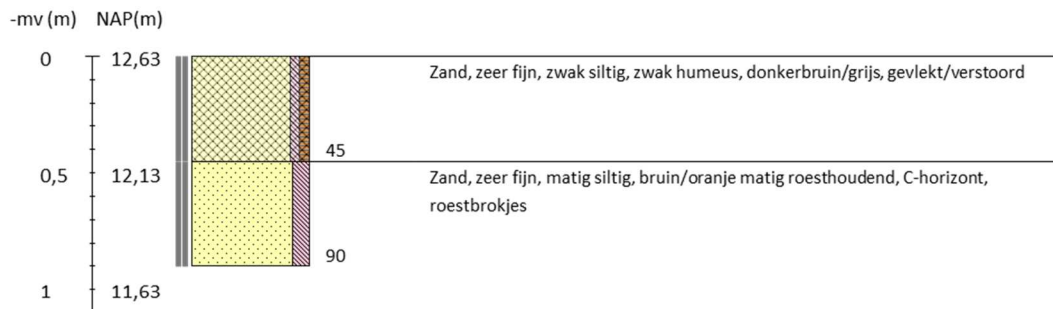 -mv (m) NAP(m)
0 12,63
Zand, zeer fijn, zwak siltig, zwak humeus, donkerbruin/grijs, gevlekt/verstoord
45
0,5 12,13
Zand, zeer fijn, matig siltig, bruin/oranje matig roesthoudend, C-horizont,
roestbrokjes
90
1 11,63